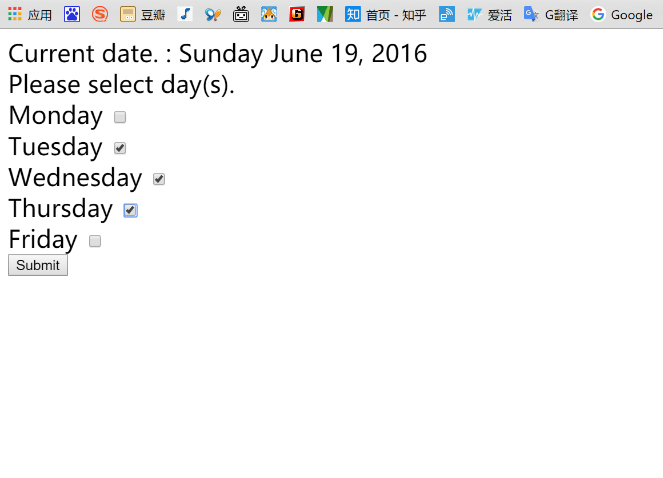 应用 豆瓣 知 首页 - 知乎 爱活 G翻译 Google
Current date. : Sunday June 19, 2016
Please select day(s).
Monday
Tuesday
Wednesday
Thursday
Friday
Submit